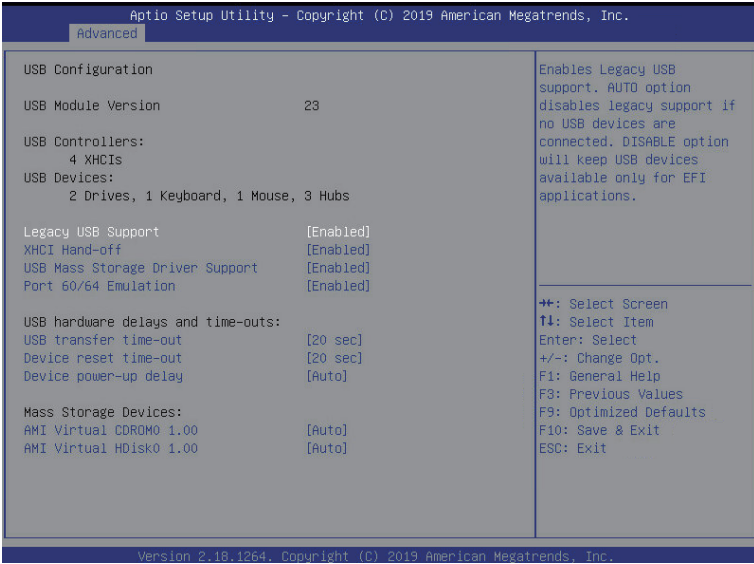 Aptio Setup Utility – Copyright (C) 2019 American Megatrends, Inc.
Advanced
USB Configuration
USB Module Version 23
USB Controllers:
4 XHCIs
USB Devices:
2 Drives, 1 Keyboard, 1 Mouse, 3 Hubs
Legacy USB Support [Enabled]
XHCI Hand-off [Enabled]
USB Mass Storage Driver Support [Enabled]
Port 60/64 Emulation [Enabled]
USB hardware delays and time-outs:
USB transfer time-out [20 sec]
Device reset time-out [20 sec]
Device power-up delay [Auto]
Mass Storage Devices:
AMI Virtual CDROM0 1.00 [Auto]
AMI Virtual HDisk0 1.00 [Auto]
Enables Legacy USB
support. AUTO option
disables legacy support if
no USB devices are
connected. DISABLE option
will keep USB devices
available only for EFI
applications.
→←: Select Screen
↑↓: Select Item
Enter: Select
+/-: Change Opt.
F1: General Help
F3: Previous Values
F9: Optimized Defaults
F10: Save & Exit
ESC: Exit
Version 2.18.1264. Copyright (C) 2019 American Megatrends, Inc.